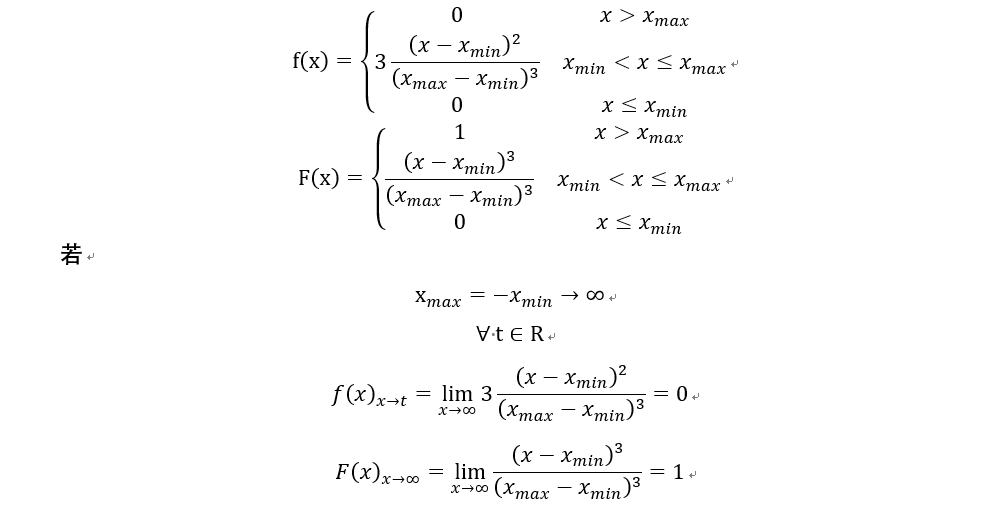 f(x) = { 0    x > x_max
3 (x − x_min)² / (x_max − x_min)³    x_min < x ≤ x_max ↵
0    x ≤ x_min
F(x) = { 1    x > x_max
(x − x_min)³ / (x_max − x_min)³    x_min < x ≤ x_max ↵
0    x ≤ x_min
若↵
x_max = −x_min → ∞↵
∀·t ∈ R↵
f(x)_{x→t} = lim_{x→∞} 3 (x − x_min)² / (x_max − x_min)³ = 0↵
F(x)_{x→∞} = lim_{x→∞} (x − x_min)³ / (x_max − x_min)³ = 1↵